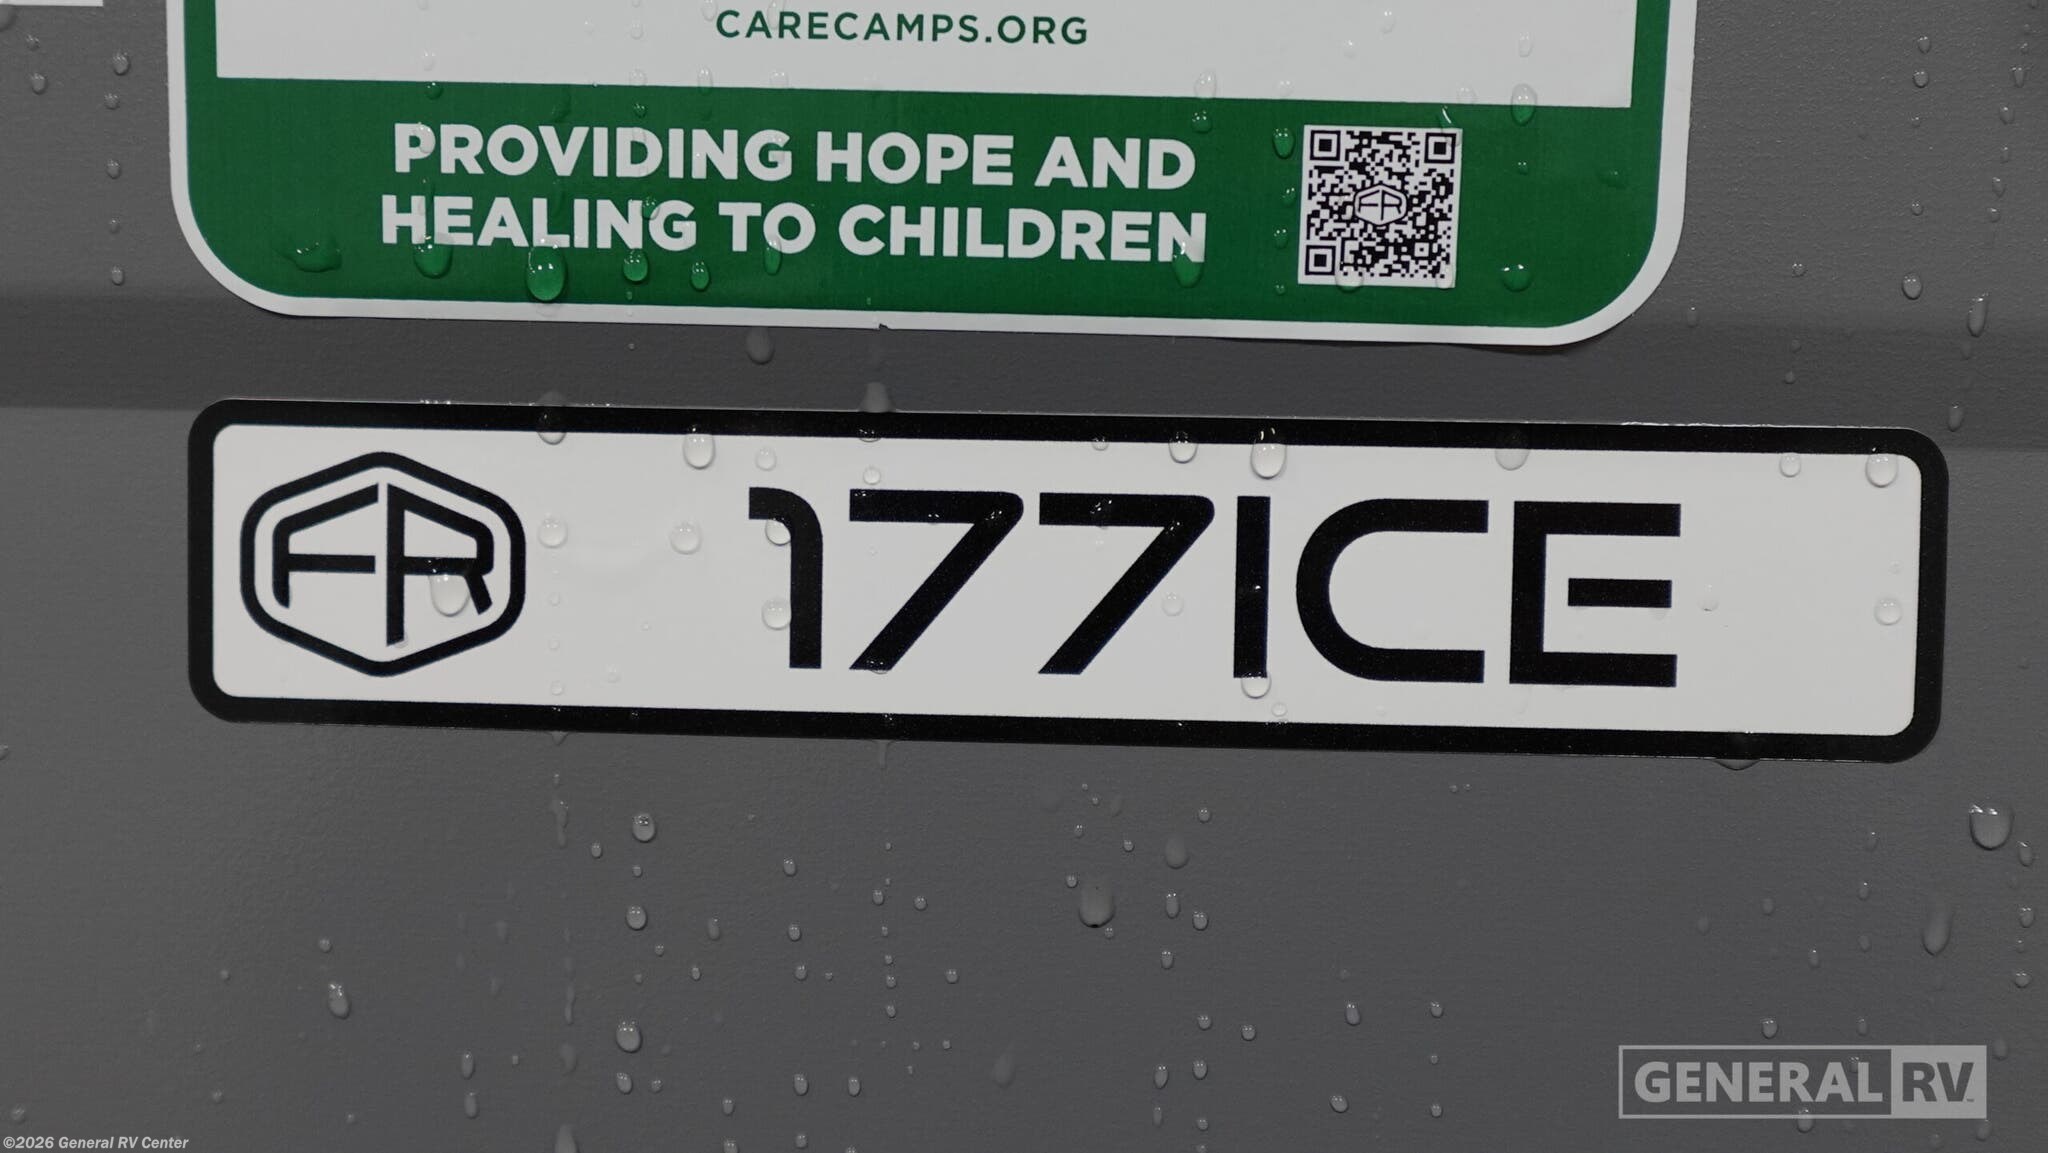 CARECAMPS.ORG
PROVIDING HOPE AND
HEALING TO CHILDREN
FR
FR 177ICE
GENERAL RV
©2026 General RV Center